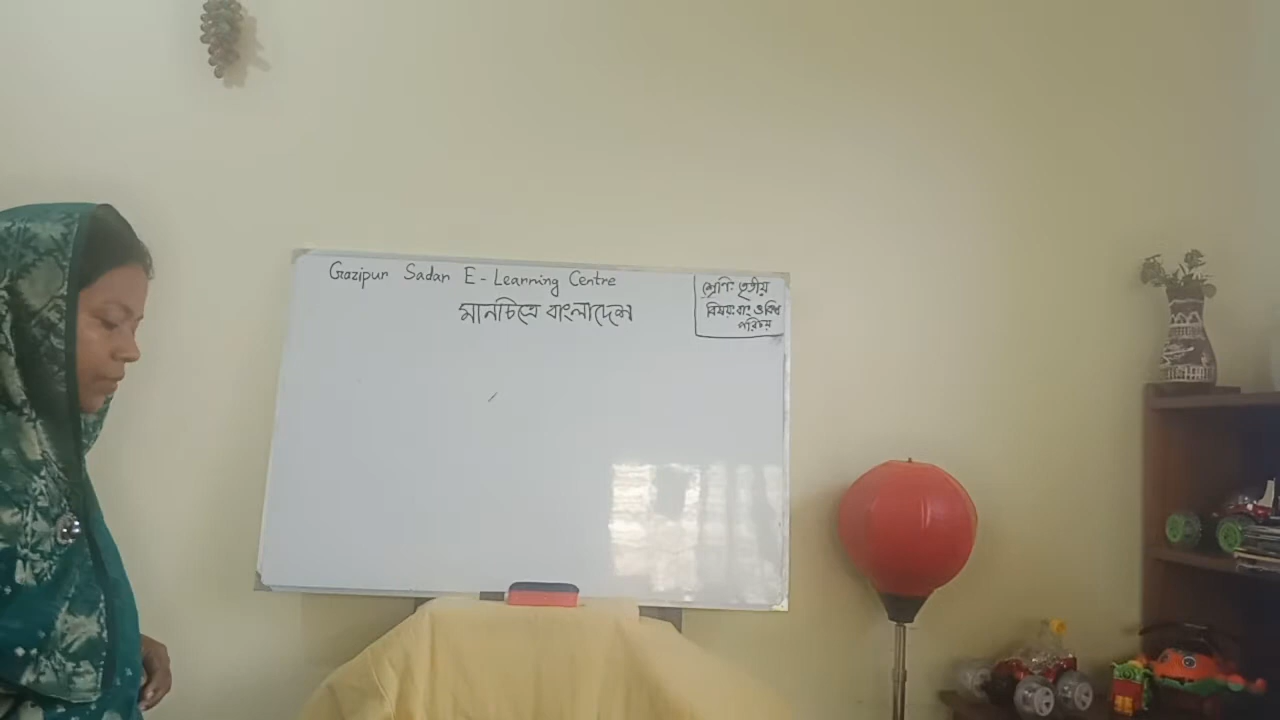 Gazipur Sadar E-Learning Centre
মানচিত্রে বাংলাদেশ
শ্রেণি: তৃতীয়
বিষয়: বাং ও বিশ্ব
পরিচয়